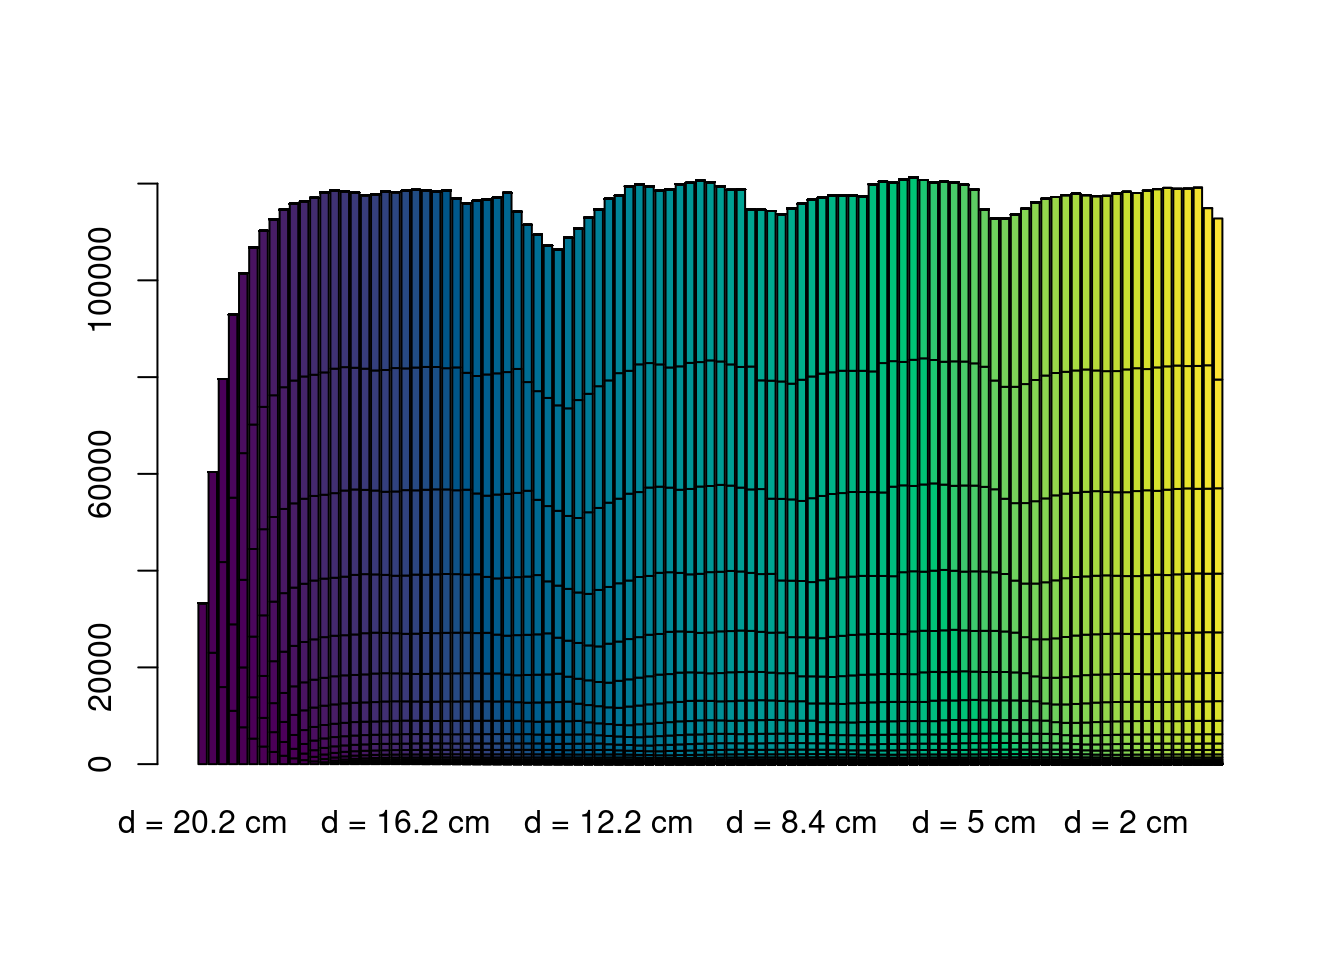 100000
60000
20000
0
d = 20.2 cm d = 16.2 cm d = 12.2 cm d = 8.4 cm d = 5 cm d = 2 cm